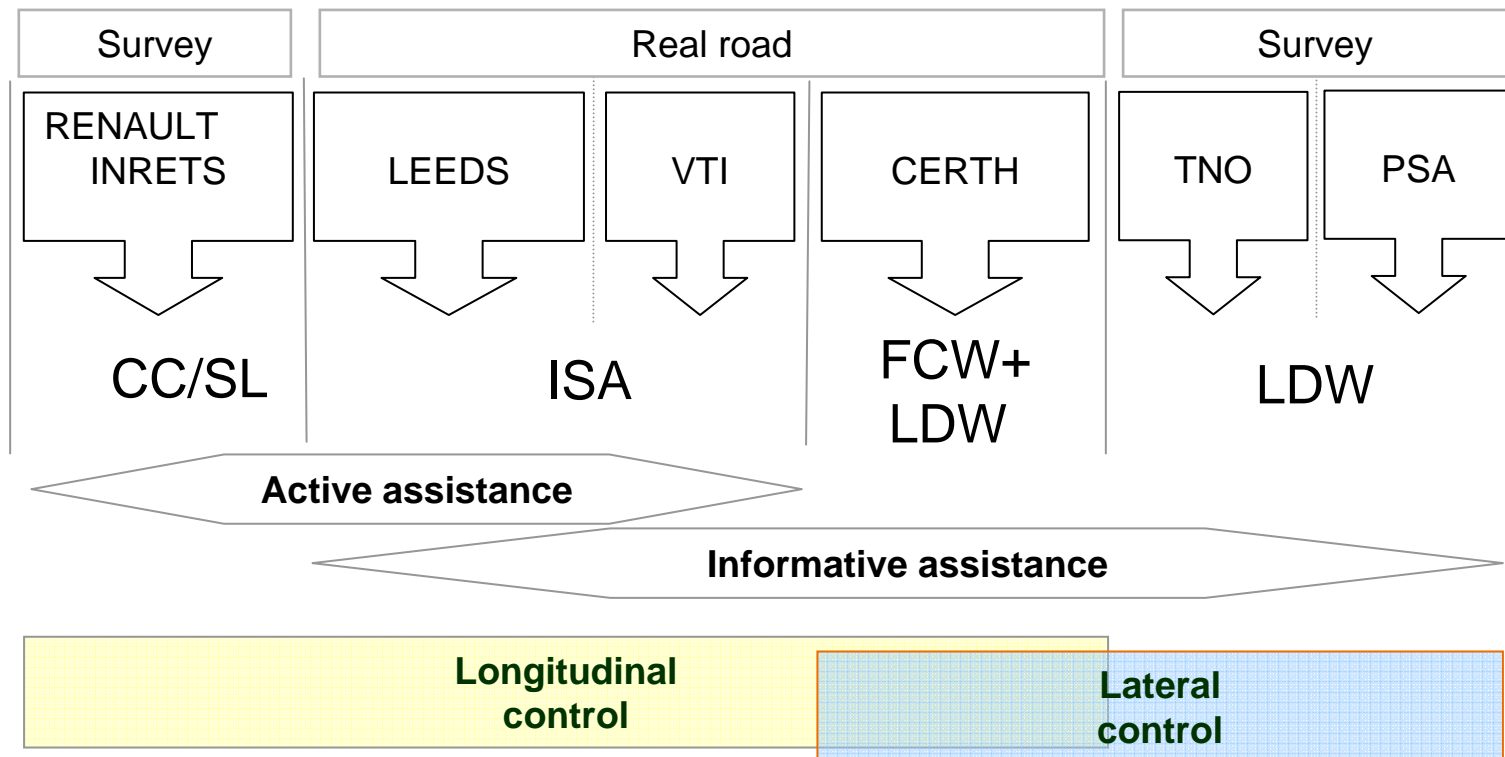 Survey
Real road
Survey
RENAULT
INRETS
LEEDS
VTI
CERTH
TNO
PSA
CC/SL
ISA
FCW+
LDW
LDW
Active assistance
Informative assistance
Longitudinal
control
Lateral
control